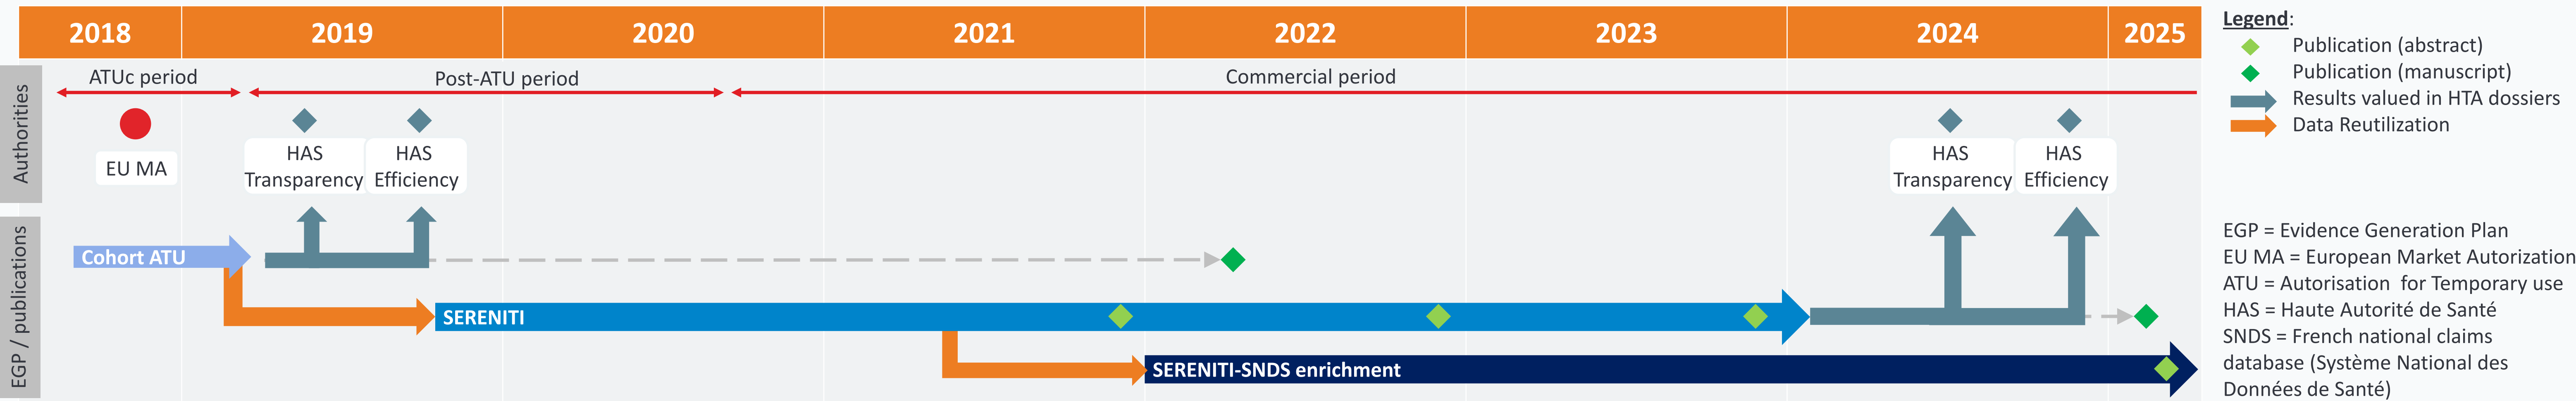 2018 2019 2020 2021 2022 2023 2024 2025
Authorities
ATUc period
Post-ATU period
Commercial period
EU MA
HAS
Transparency
HAS
Efficiency
HAS
Transparency
HAS
Efficiency
EGP / publications
Cohort ATU
SERENITI
SERENITI-SNDS enrichment
Legend:
Publication (abstract)
Publication (manuscript)
Results valued in HTA dossiers
Data Reutilization
EGP = Evidence Generation Plan
EU MA = European Market Autorization
ATU = Autorisation for Temporary use
HAS = Haute Autorité de Santé
SNDS = French national claims
database (Système National des
Données de Santé)